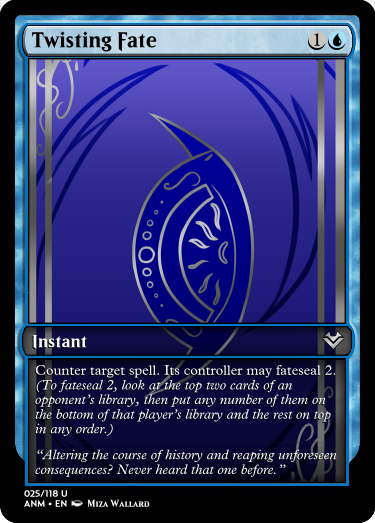 Twisting Fate 1
Instant
Counter target spell. Its controller may fateseal 2.
(To fateseal 2, look at the top two cards of an
opponent's library, then put any number of them on
the bottom of that player's library and the rest on top
in any order.)
“Altering the course of history and reaping unforeseen
consequences? Never heard that one before.”
025/118 U
ANM • EN Miza Wallard